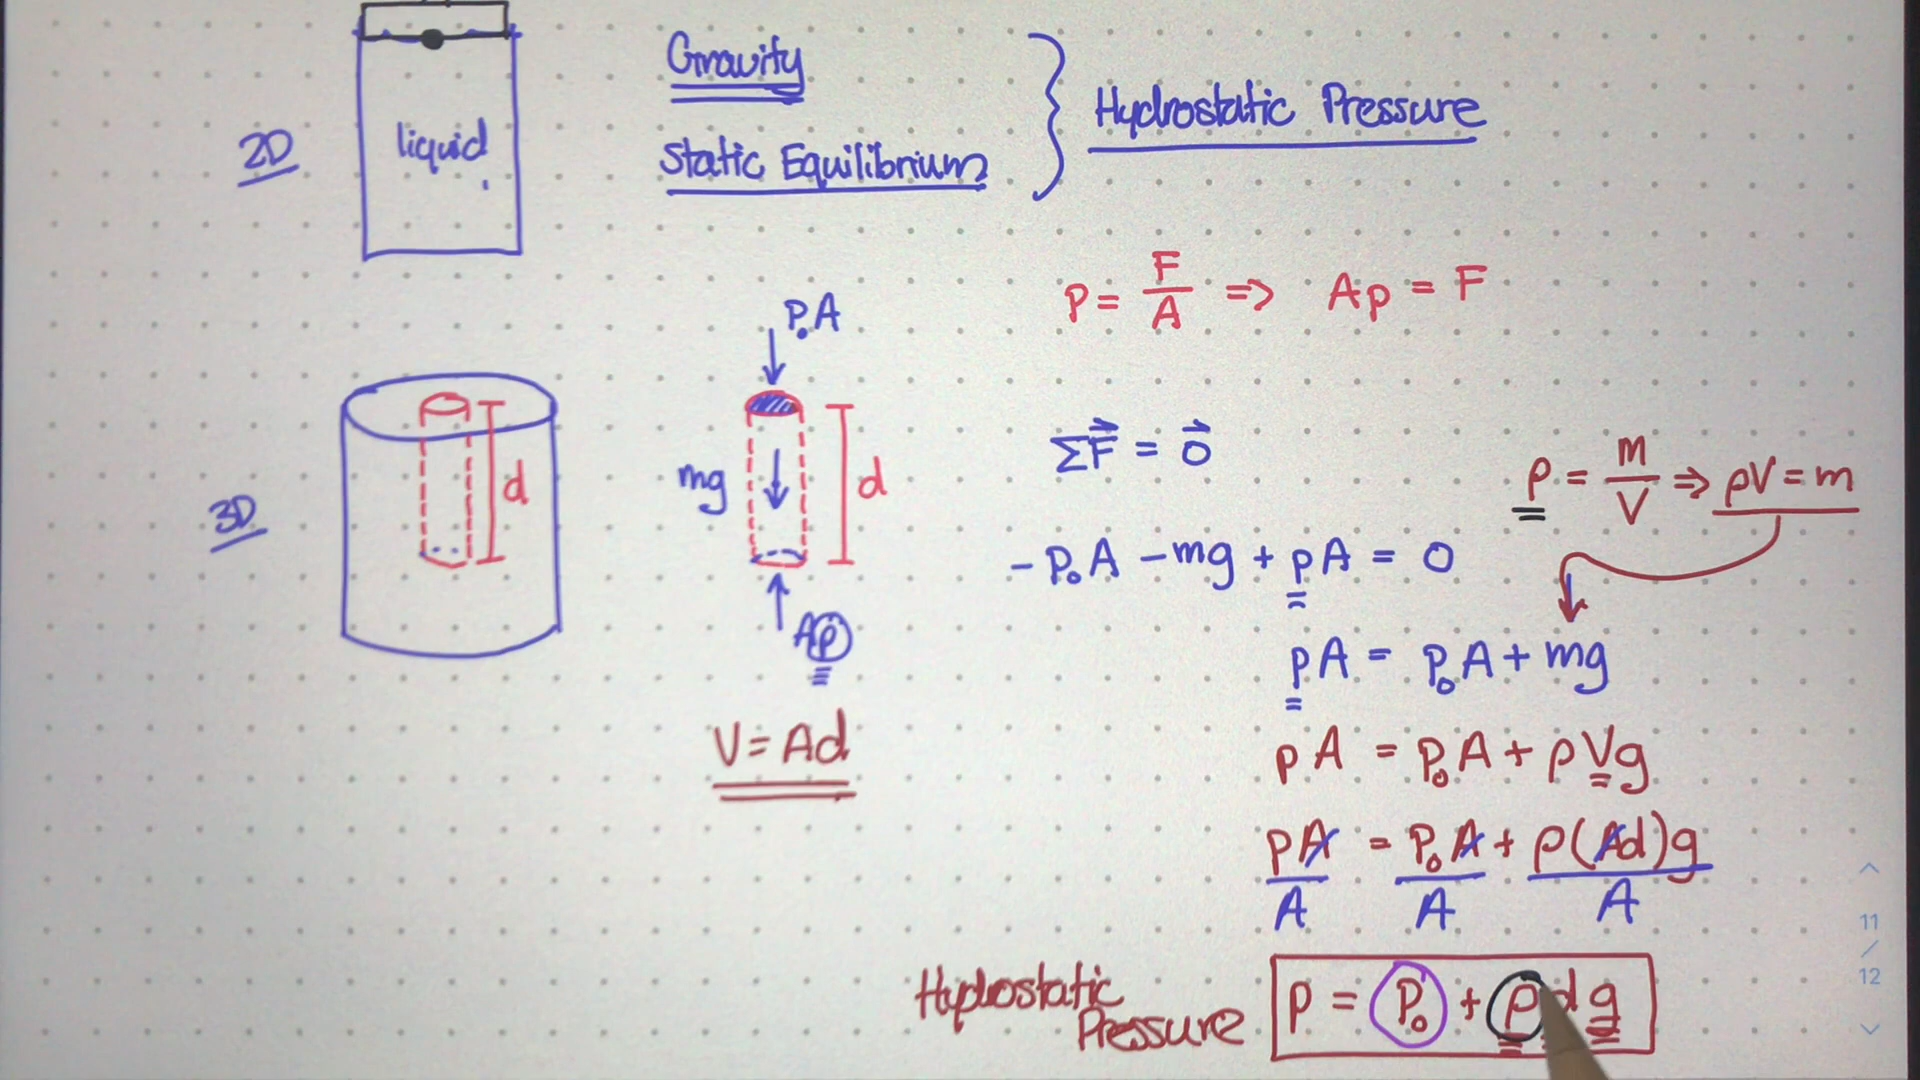 Gravity
Static Equilibrium
Hydrostatic Pressure
2D
liquid
P = F/A ⇒ Ap = F
P₀A
mg
d
Ap
V = Ad
3D
d
ΣF⃗ = 0⃗
ρ = m/V ⇒ ρV = m
- P₀A - mg + pA = 0
pA = P₀A + mg
pA = P₀A + ρVg
pA/A = P₀A/A + ρ(Ad)g/A
Hydrostatic
Pressure
P = P₀ + ρdg
11
/
12